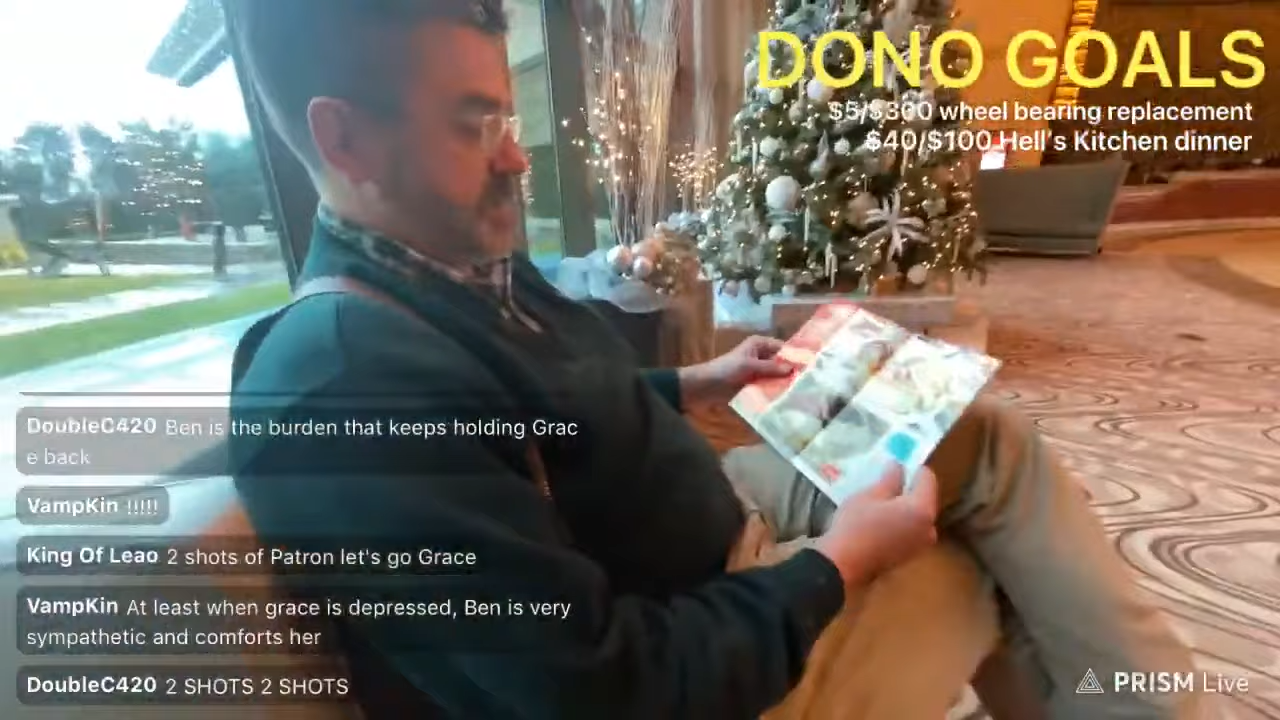 DONO GOALS
$5/$300 wheel bearing replacement
$40/$100 Hell's Kitchen dinner
DoubleC420 Ben is the burden that keeps holding Grac
e back
VampKin !!!!!
King Of Leao 2 shots of Patron let's go Grace
VampKin At least when grace is depressed, Ben is very
sympathetic and comforts her
DoubleC420 2 SHOTS 2 SHOTS
PRISM Live